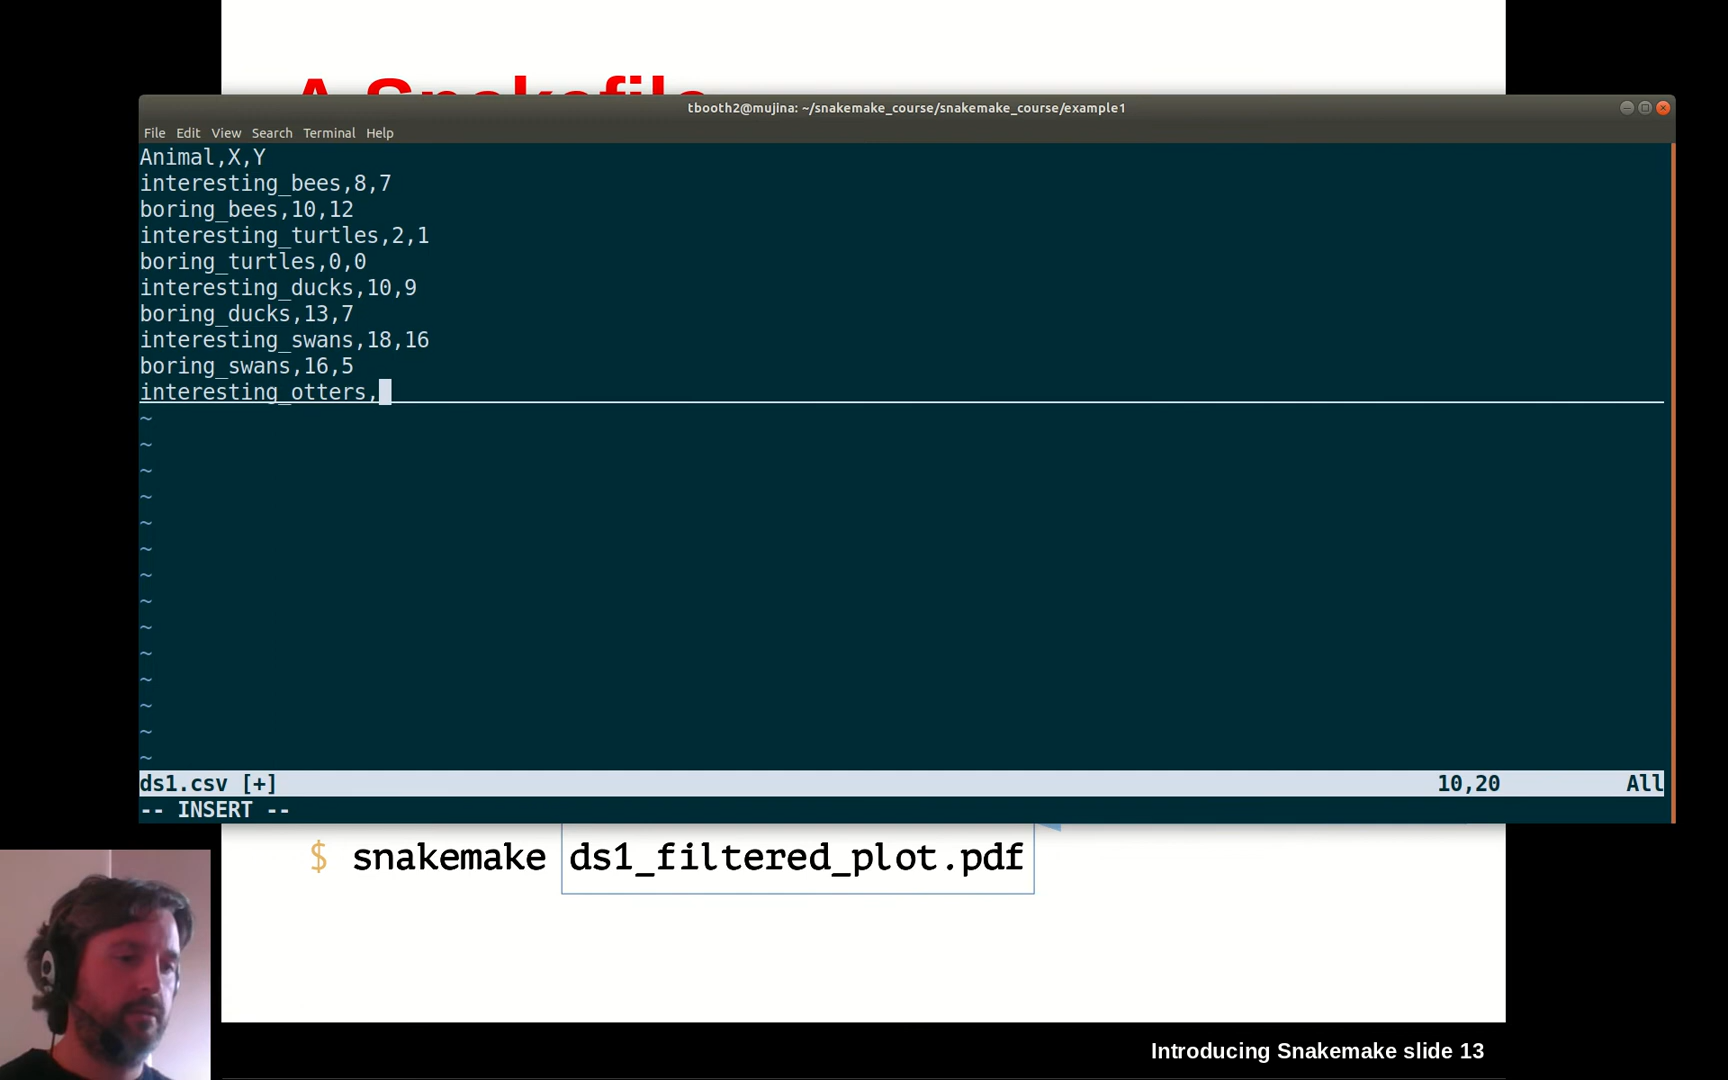 A Snakefile
tbooth2@mujina: ~/snakemake_course/snakemake_course/example1
File Edit View Search Terminal Help
Animal,X,Y
interesting_bees,8,7
boring_bees,10,12
interesting_turtles,2,1
boring_turtles,0,0
interesting_ducks,10,9
boring_ducks,13,7
interesting_swans,18,16
boring_swans,16,5
interesting_otters,
~
~
~
~
~
~
~
~
~
~
~
~
~
~
ds1.csv [+] 10,20 All
-- INSERT --
$ snakemake ds1_filtered_plot.pdf
Introducing Snakemake slide 13